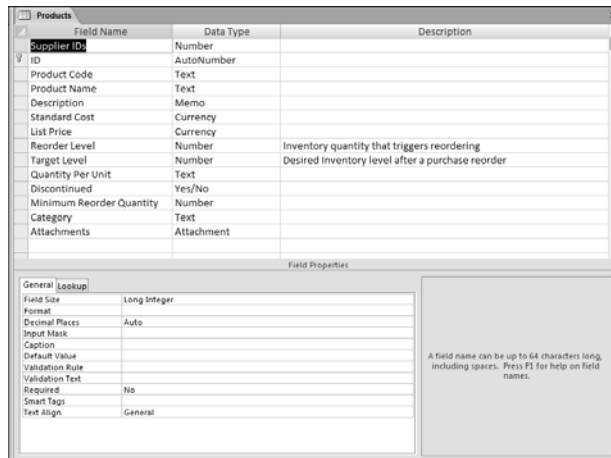 Products
Field Name Data Type Description
Supplier IDs Number
ID AutoNumber
Product Code Text
Product Name Text
Description Memo
Standard Cost Currency
List Price Currency
Reorder Level Number Inventory quantity that triggers reordering
Target Level Number Desired Inventory level after a purchase reorder
Quantity Per Unit Text
Discontinued Yes/No
Minimum Reorder Quantity Number
Category Text
Attachments Attachment
Field Properties
General Lookup
Field Size Long Integer
Format
Decimal Places Auto
Input Mask
Caption
Default Value
Validation Rule
Validation Text
Required No
Smart Tags
Text Align General
A field name can be up to 64 characters long,
including spaces. Press F1 for help on field
names.